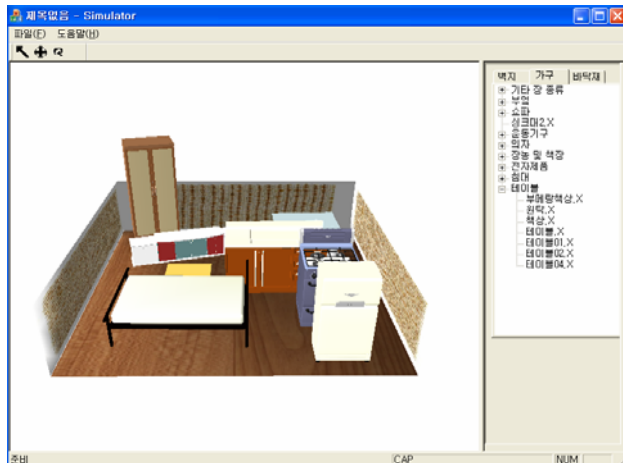 제목없음 - Simulator
파일(F) 도움말(H)
벽지 가구 바닥재
기타 장 종류
부엌
소파
싱크대2.X
운동기구
의자
장농 및 책장
전자제품
침대
테이블
부메랑책상.X
원탁.X
책상.X
테이블.X
테이블01.X
테이블02.X
테이블04.X
준비 CAP NUM